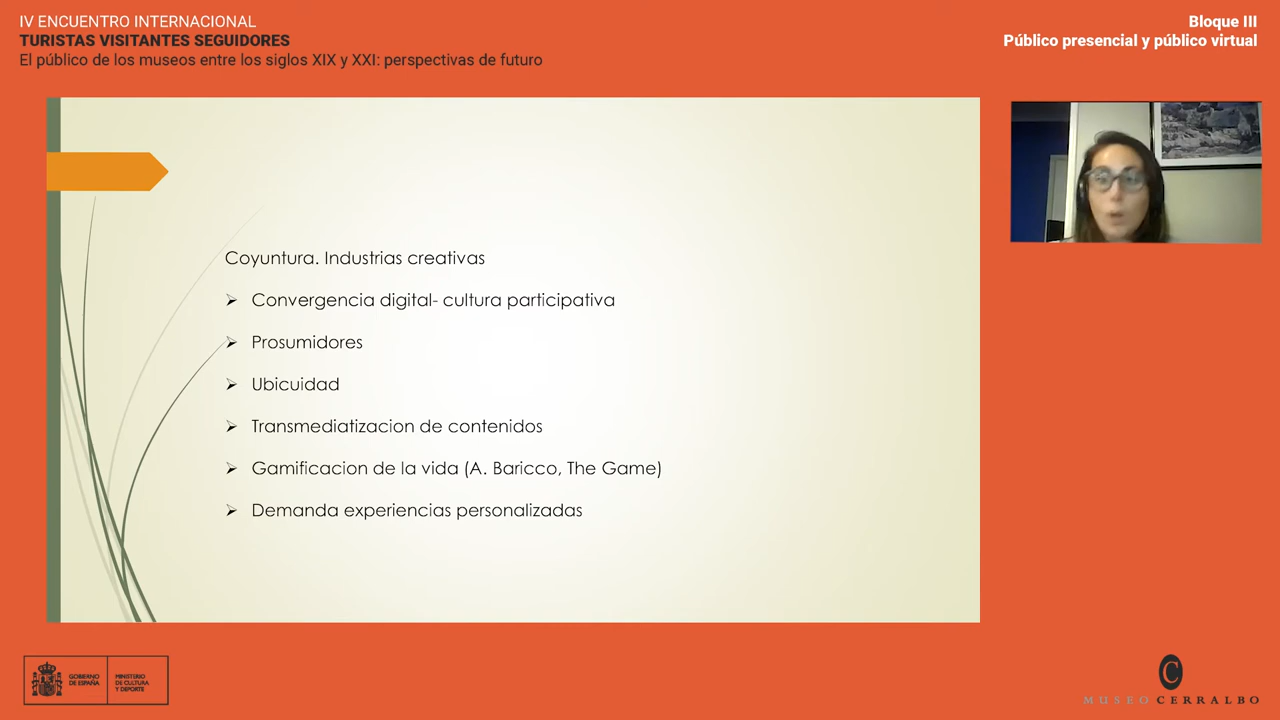 IV ENCUENTRO INTERNACIONAL
TURISTAS VISITANTES SEGUIDORES
El público de los museos entre los siglos XIX y XXI: perspectivas de futuro
Bloque III
Público presencial y público virtual
Coyuntura. Industrias creativas
Convergencia digital- cultura participativa
Prosumidores
Ubicuidad
Transmediatizacion de contenidos
Gamificacion de la vida (A. Baricco, The Game)
Demanda experiencias personalizadas
GOBIERNO
DE ESPAÑA
MINISTERIO
DE CULTURA
Y DEPORTE
C
MUSEO CERRALBO